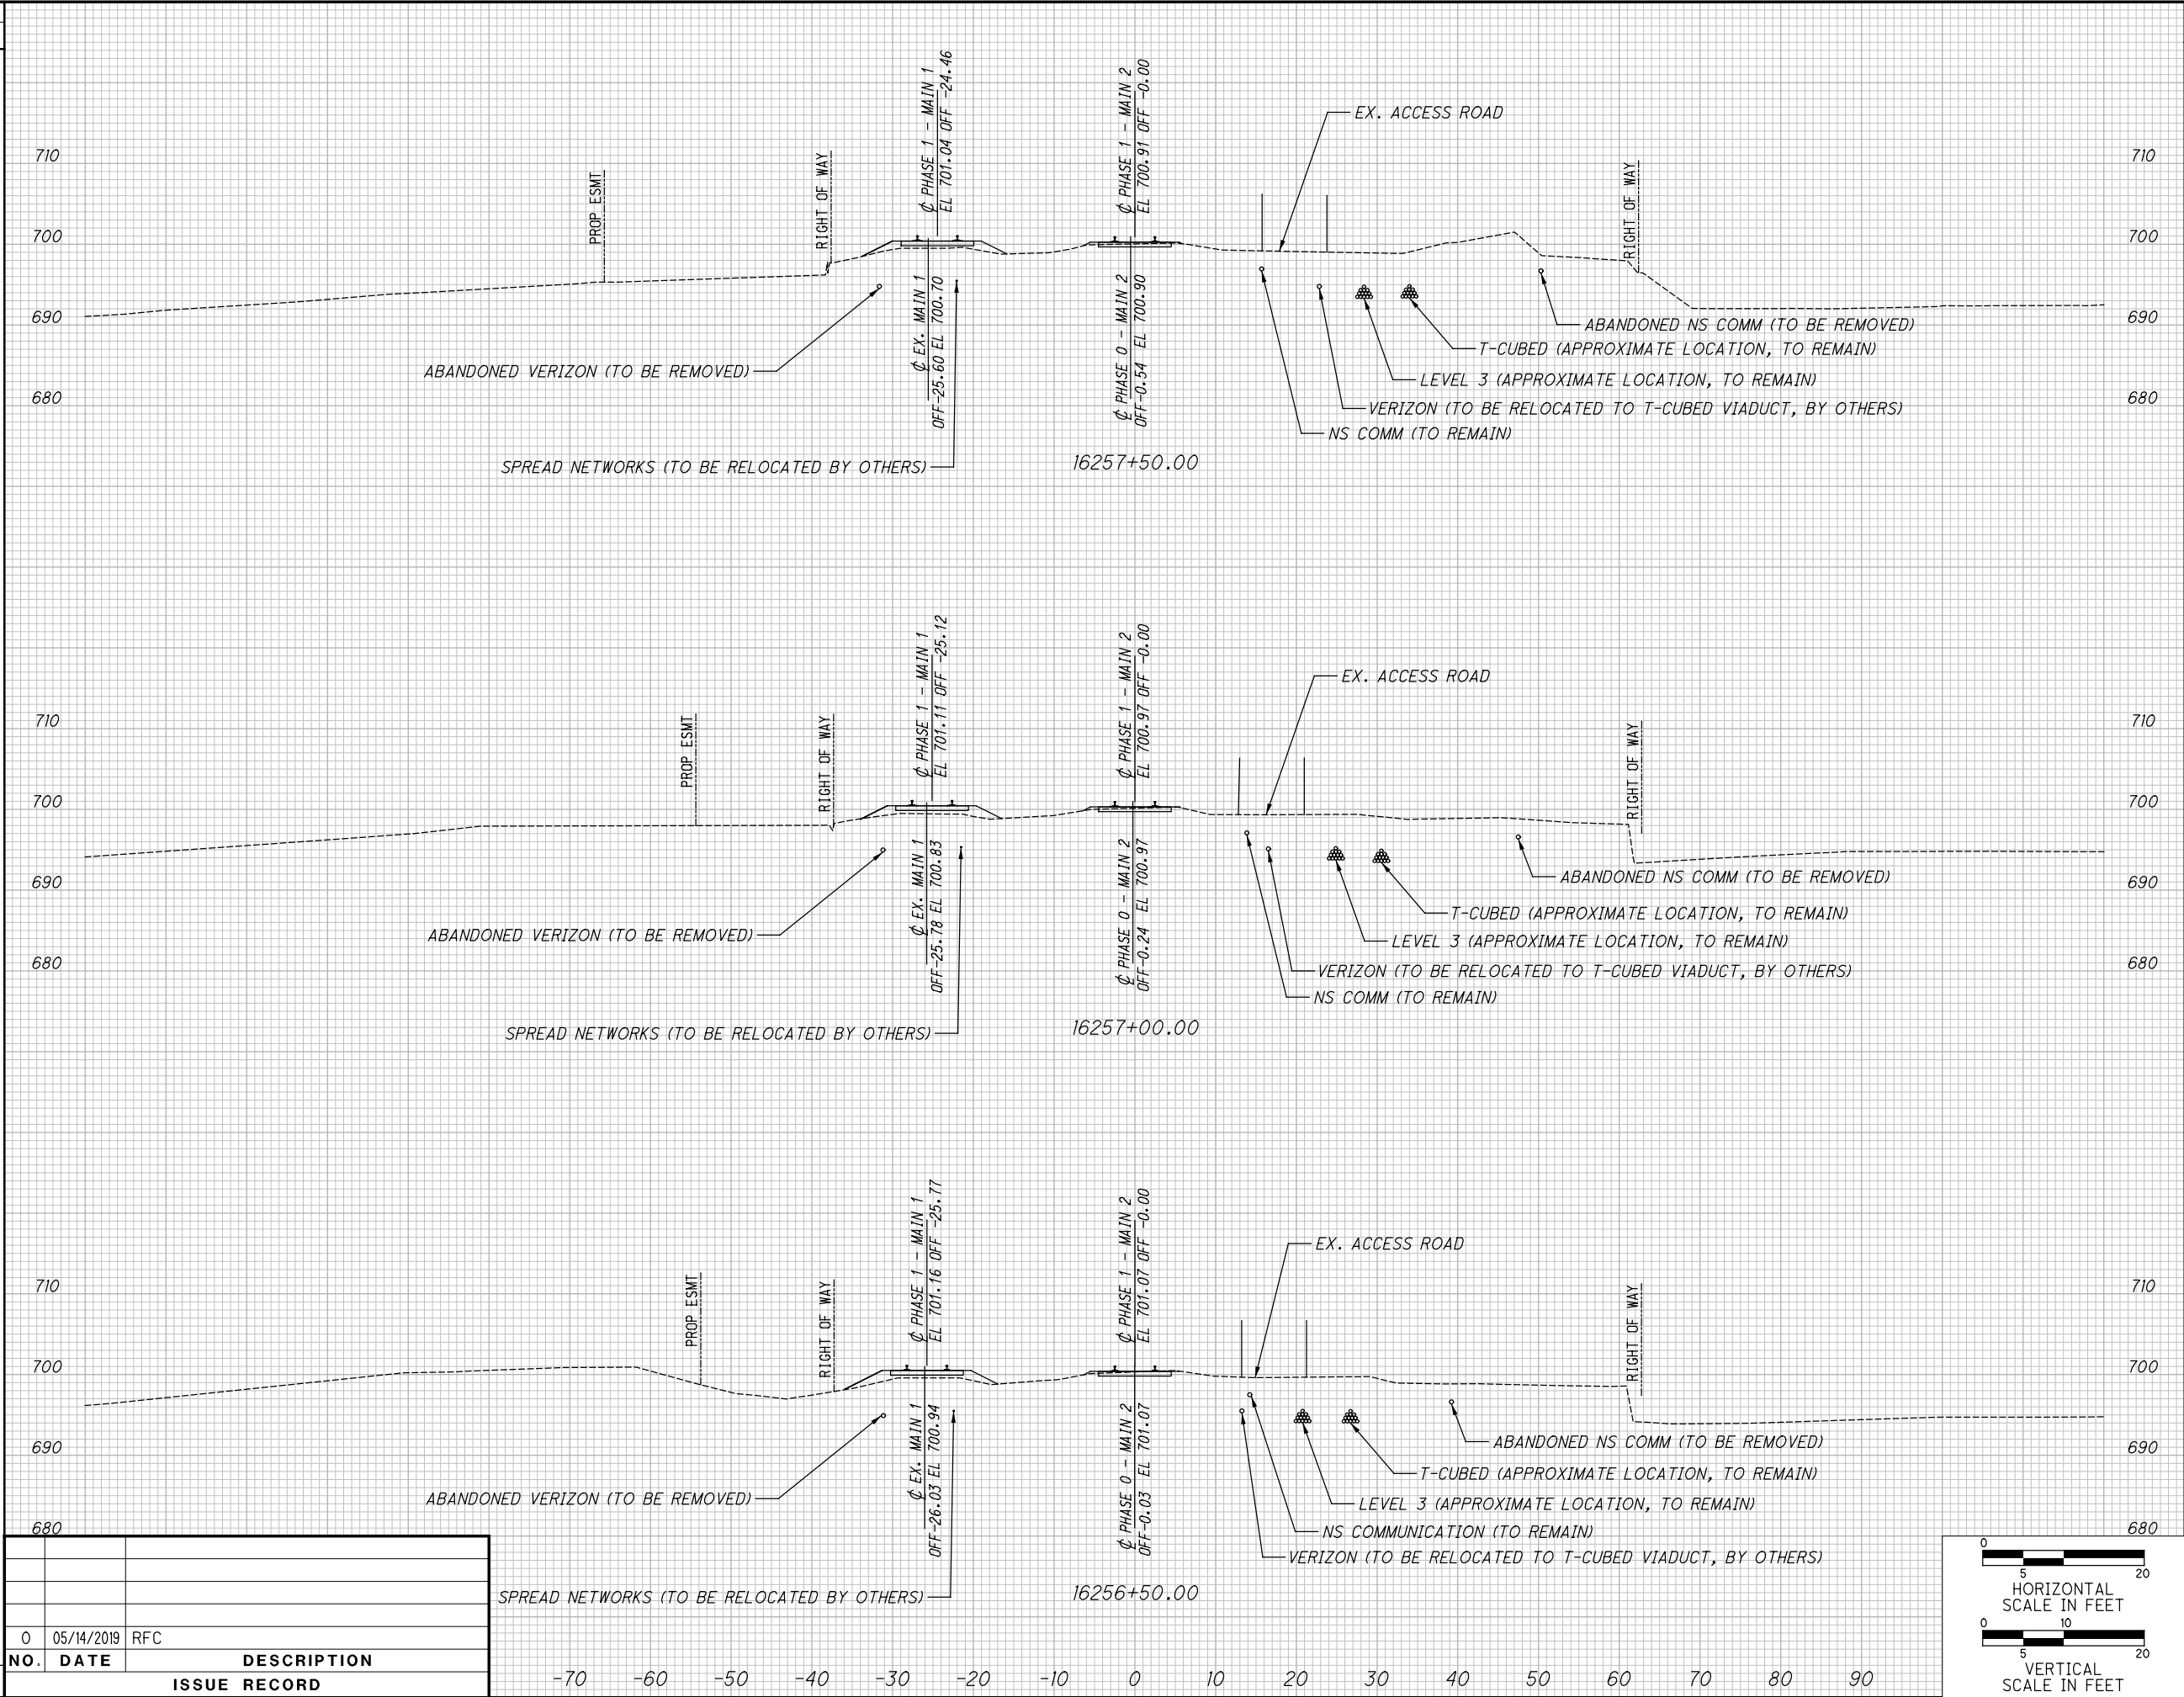 ℄ PHASE 1 - MAIN 1
EL 701.04 OFF -24.46
℄ PHASE 1 - MAIN 2
EL 700.91 OFF -0.00
EX. ACCESS ROAD
710
PROP ESMT
RIGHT OF WAY
RIGHT OF WAY
710
700
700
690
690
680
680
℄ EX. MAIN 1
OFF-25.60 EL 700.70
℄ PHASE 0 - MAIN 2
OFF-0.54 EL 700.90
ABANDONED NS COMM (TO BE REMOVED)
T-CUBED (APPROXIMATE LOCATION, TO REMAIN)
ABANDONED VERIZON (TO BE REMOVED)
LEVEL 3 (APPROXIMATE LOCATION, TO REMAIN)
VERIZON (TO BE RELOCATED TO T-CUBED VIADUCT, BY OTHERS)
NS COMM (TO REMAIN)
SPREAD NETWORKS (TO BE RELOCATED BY OTHERS)
16257+50.00
℄ PHASE 1 - MAIN 1
EL 701.11 OFF -25.12
℄ PHASE 1 - MAIN 2
EL 700.97 OFF -0.00
EX. ACCESS ROAD
710
PROP ESMT
RIGHT OF WAY
RIGHT OF WAY
710
700
700
690
690
680
680
℄ EX. MAIN 1
OFF-25.78 EL 700.83
℄ PHASE 0 - MAIN 2
OFF-0.24 EL 700.97
ABANDONED NS COMM (TO BE REMOVED)
T-CUBED (APPROXIMATE LOCATION, TO REMAIN)
ABANDONED VERIZON (TO BE REMOVED)
LEVEL 3 (APPROXIMATE LOCATION, TO REMAIN)
VERIZON (TO BE RELOCATED TO T-CUBED VIADUCT, BY OTHERS)
NS COMM (TO REMAIN)
SPREAD NETWORKS (TO BE RELOCATED BY OTHERS)
16257+00.00
℄ PHASE 1 - MAIN 1
EL 701.16 OFF -25.77
℄ PHASE 1 - MAIN 2
EL 701.07 OFF -0.00
EX. ACCESS ROAD
710
PROP ESMT
RIGHT OF WAY
RIGHT OF WAY
710
700
700
690
690
680
680
℄ EX. MAIN 1
OFF-26.03 EL 700.94
℄ PHASE 0 - MAIN 2
OFF-0.03 EL 701.07
ABANDONED NS COMM (TO BE REMOVED)
T-CUBED (APPROXIMATE LOCATION, TO REMAIN)
ABANDONED VERIZON (TO BE REMOVED)
LEVEL 3 (APPROXIMATE LOCATION, TO REMAIN)
NS COMMUNICATION (TO REMAIN)
VERIZON (TO BE RELOCATED TO T-CUBED VIADUCT, BY OTHERS)
SPREAD NETWORKS (TO BE RELOCATED BY OTHERS)
16256+50.00
0 05/14/2019 RFC
NO. DATE DESCRIPTION
ISSUE RECORD
-70 -60 -50 -40 -30 -20 -10 0 10 20 30 40 50 60 70 80 90
0
5 20
HORIZONTAL
SCALE IN FEET
0 10
5 20
VERTICAL
SCALE IN FEET